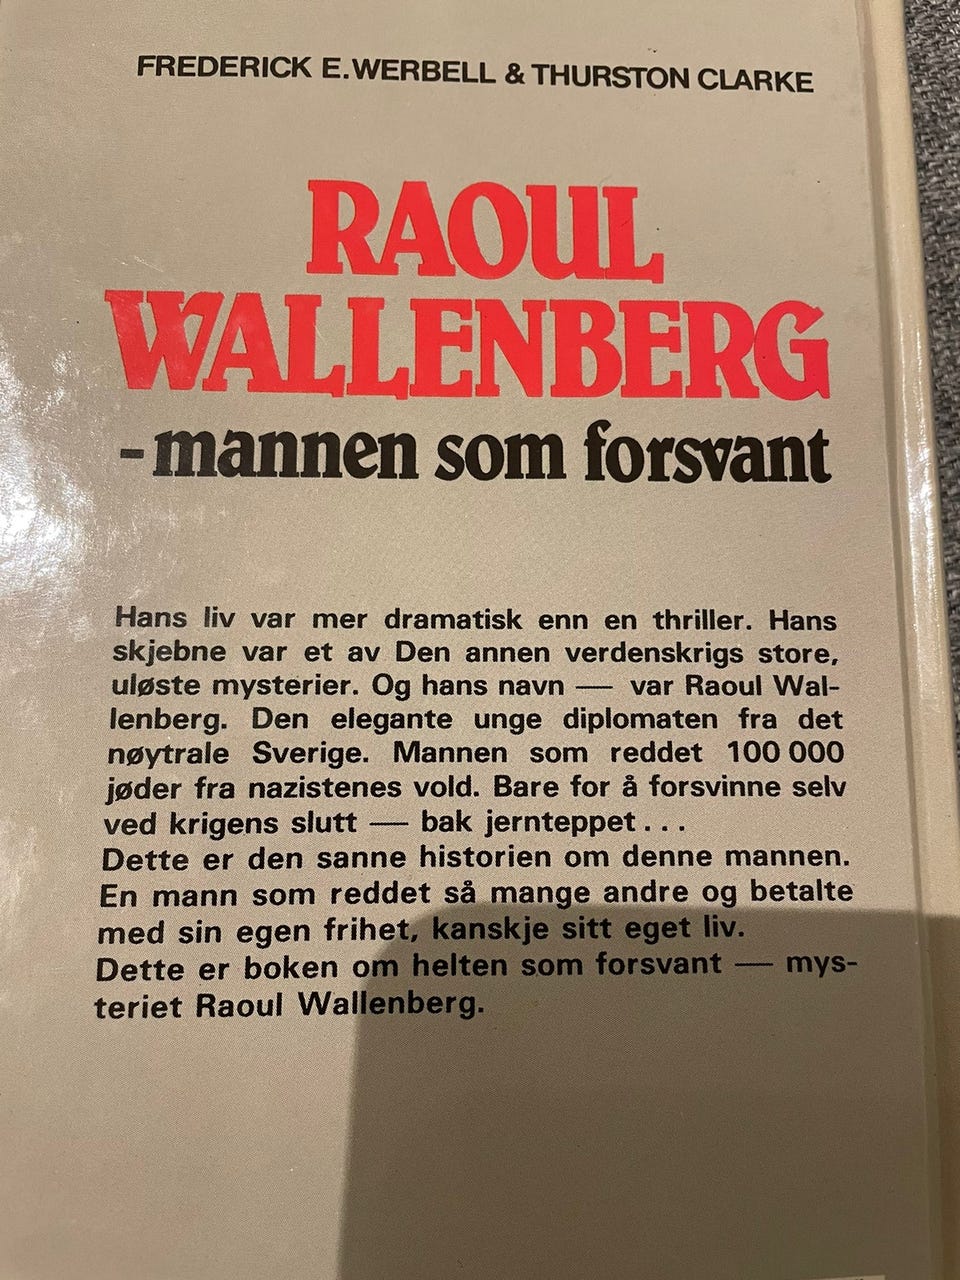 FREDERICK E. WERBELL & THURSTON CLARKE
RAOUL
WALLENBERG
- mannen som forsvant
Hans liv var mer dramatisk enn en thriller. Hans
skjebne var et av Den annen verdenskrigs store,
uløste mysterier. Og hans navn — var Raoul Wal-
lenberg. Den elegante unge diplomaten fra det
nøytrale Sverige. Mannen som reddet 100 000
jøder fra nazistenes vold. Bare for å forsvinne selv
ved krigens slutt — bak jernteppet...
Dette er den sanne historien om denne mannen.
En mann som reddet så mange andre og betalte
med sin egen frihet, kanskje sitt eget liv.
Dette er boken om helten som forsvant — mys-
teriet Raoul Wallenberg.